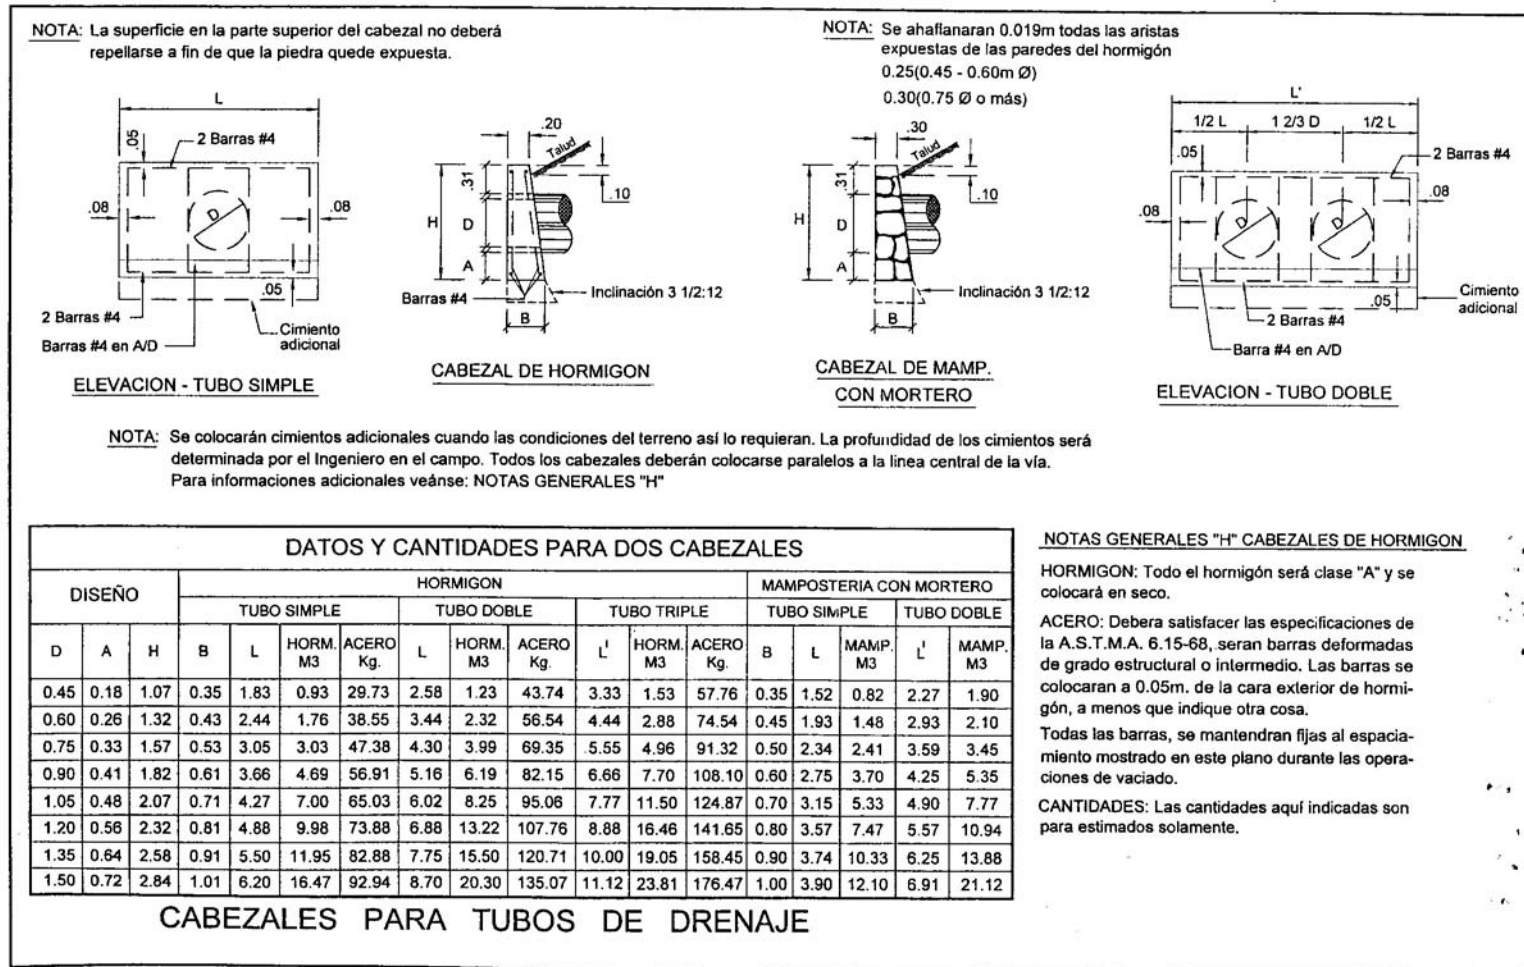 NOTA: La superficie en la parte superior del cabezal no deberá
repellarse a fin de que la piedra quede expuesta.
NOTA: Se ahaflanaran 0.019m todas las aristas
expuestas de las paredes del hormigón
0.25(0.45 - 0.60m Ø)
0.30(0.75 Ø o más)
L
.05
2 Barras #4
.08
D
.08
.05
2 Barras #4
Barras #4 en A/D
Cimiento
adicional
ELEVACION - TUBO SIMPLE
.20
Talud
.31
.10
H
D
A
Barras #4
Inclinación 3 1/2:12
B
CABEZAL DE HORMIGON
.30
Talud
.31
.10
H
D
A
Inclinación 3 1/2:12
B
CABEZAL DE MAMP.
CON MORTERO
L'
1/2 L
1 2/3 D
1/2 L
.05
2 Barras #4
.08
.08
D
D
.05
Cimiento
adicional
2 Barras #4
Barra #4 en A/D
ELEVACION - TUBO DOBLE
NOTA: Se colocarán cimientos adicionales cuando las condiciones del terreno así lo requieran. La profundidad de los cimientos será
determinada por el Ingeniero en el campo. Todos los cabezales deberán colocarse paralelos a la linea central de la vía.
Para informaciones adicionales veánse: NOTAS GENERALES "H"
DATOS Y CANTIDADES PARA DOS CABEZALES
DISEÑO HORMIGON MAMPOSTERIA CON MORTERO
TUBO SIMPLE TUBO DOBLE TUBO TRIPLE TUBO SIMPLE TUBO DOBLE
D A H B L HORM. M3 ACERO Kg. L HORM. M3 ACERO Kg. L' HORM. M3 ACERO Kg. B L MAMP. M3 L' MAMP. M3
0.45 0.18 1.07 0.35 1.83 0.93 29.73 2.58 1.23 43.74 3.33 1.53 57.76 0.35 1.52 0.82 2.27 1.90
0.60 0.26 1.32 0.43 2.44 1.76 38.55 3.44 2.32 56.54 4.44 2.88 74.54 0.45 1.93 1.48 2.93 2.10
0.75 0.33 1.57 0.53 3.05 3.03 47.38 4.30 3.99 69.35 5.55 4.96 91.32 0.50 2.34 2.41 3.59 3.45
0.90 0.41 1.82 0.61 3.66 4.69 56.91 5.16 6.19 82.15 6.66 7.70 108.10 0.60 2.75 3.70 4.25 5.35
1.05 0.48 2.07 0.71 4.27 7.00 65.03 6.02 8.25 95.06 7.77 11.50 124.87 0.70 3.15 5.33 4.90 7.77
1.20 0.56 2.32 0.81 4.88 9.98 73.88 6.88 13.22 107.76 8.88 16.46 141.65 0.80 3.57 7.47 5.57 10.94
1.35 0.64 2.58 0.91 5.50 11.95 82.88 7.75 15.50 120.71 10.00 19.05 158.45 0.90 3.74 10.33 6.25 13.88
1.50 0.72 2.84 1.01 6.20 16.47 92.94 8.70 20.30 135.07 11.12 23.81 176.47 1.00 3.90 12.10 6.91 21.12
CABEZALES PARA TUBOS DE DRENAJE
NOTAS GENERALES "H" CABEZALES DE HORMIGON
HORMIGON: Todo el hormigón será clase "A" y se
colocará en seco.
ACERO: Debera satisfacer las especificaciones de
la A.S.T.M.A. 6.15-68, seran barras deformadas
de grado estructural o intermedio. Las barras se
colocaran a 0.05m. de la cara exterior de hormi-
gón, a menos que indique otra cosa.
Todas las barras, se mantendran fijas al espacia-
miento mostrado en este plano durante las opera-
ciones de vaciado.
CANTIDADES: Las cantidades aquí indicadas son
para estimados solamente.